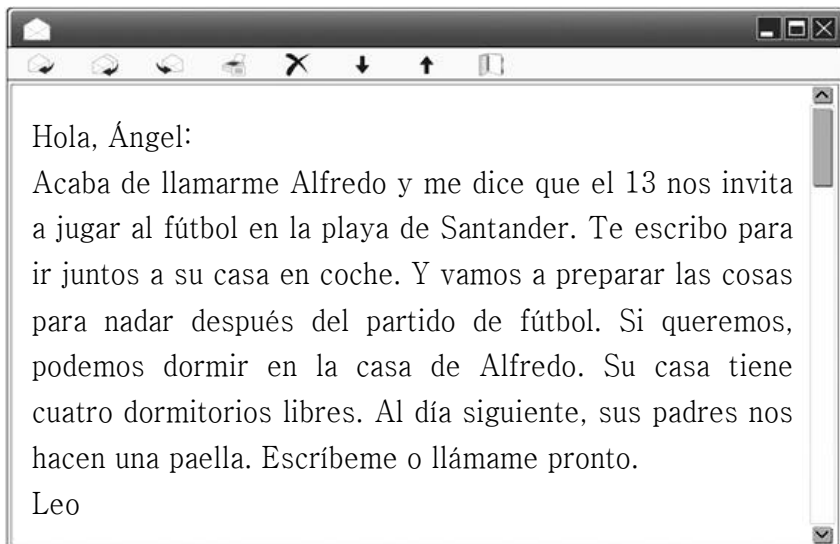 Hola, Ángel:
Acaba de llamarme Alfredo y me dice que el 13 nos invita
a jugar al fútbol en la playa de Santander. Te escribo para
ir juntos a su casa en coche. Y vamos a preparar las cosas
para nadar después del partido de fútbol. Si queremos,
podemos dormir en la casa de Alfredo. Su casa tiene
cuatro dormitorios libres. Al día siguiente, sus padres nos
hacen una paella. Escríbeme o llámame pronto.
Leo